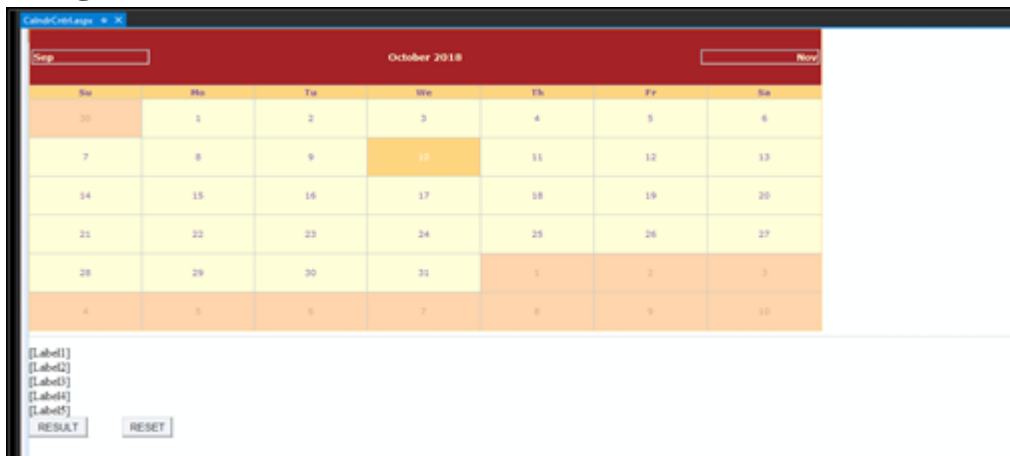 CalndrCntrl.aspx
Sep October 2018 Nov
Su Mo Tu We Th Fr Sa
30 1 2 3 4 5 6
7 8 9 10 11 12 13
14 15 16 17 18 19 20
21 22 23 24 25 26 27
28 29 30 31 1 2 3
4 5 6 7 8 9 10
[Label1]
[Label2]
[Label3]
[Label4]
[Label5]
RESULT RESET